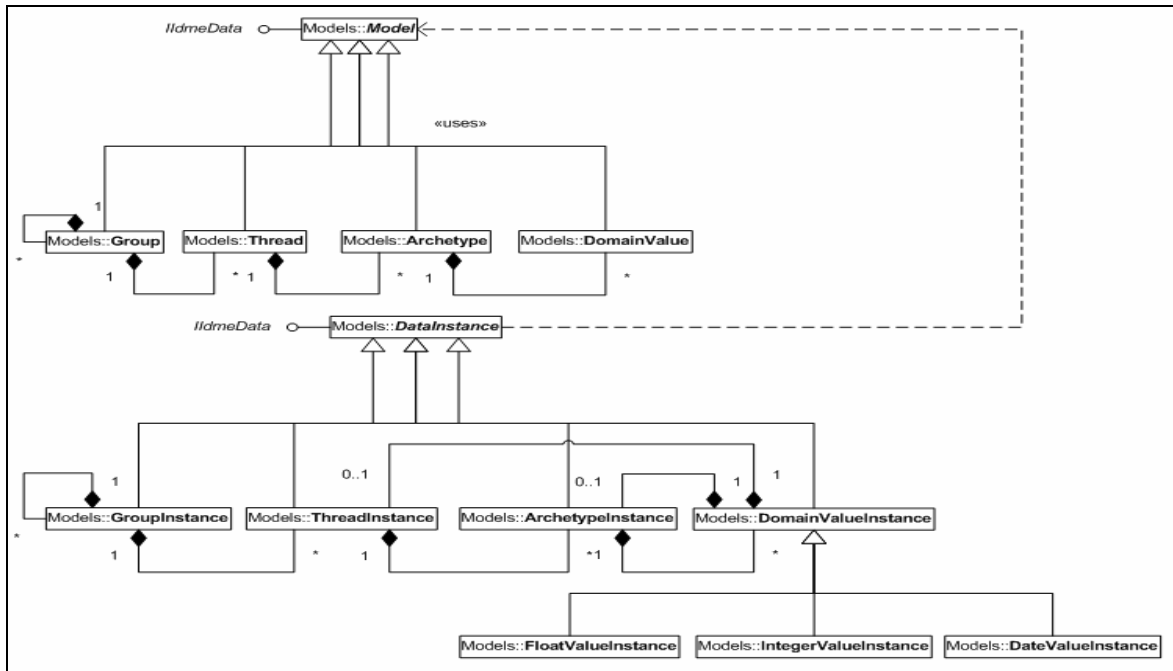 IIdmeData
Models::Model
«uses»
1
Models::Group
Models::Thread
Models::Archetype
Models::DomainValue
*
1
* 1
* 1
*
IIdmeData
Models::DataInstance
1
0..1
0..1
1
1
Models::GroupInstance
Models::ThreadInstance
Models::ArchetypeInstance
Models::DomainValueInstance
*
1
*
1
*1
*
Models::FloatValueInstance
Models::IntegerValueInstance
Models::DateValueInstance